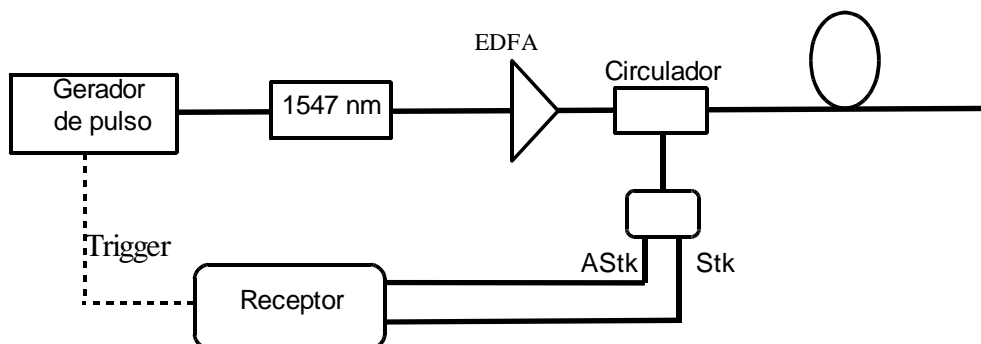 EDFA
Circulador
Gerador
de pulso
1547 nm
Trigger
AStk
Stk
Receptor